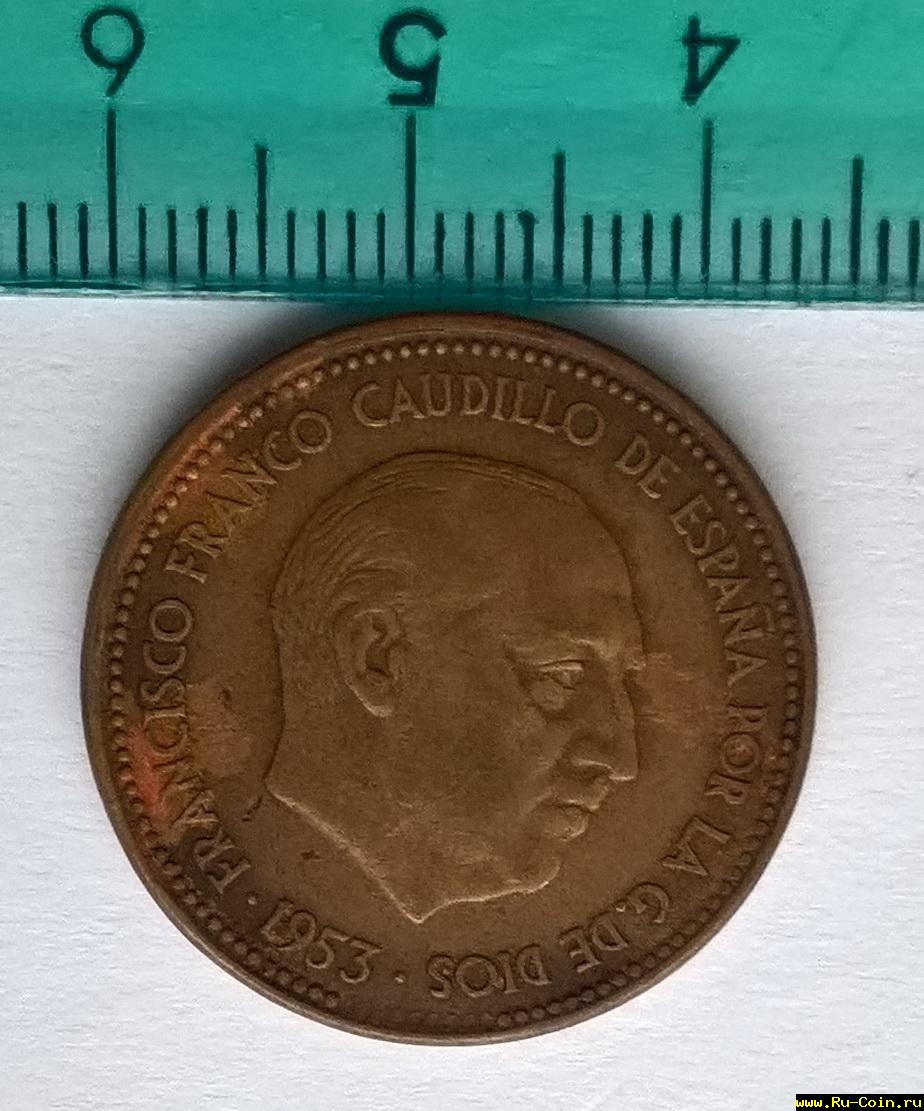 6 5 4
· FRANCISCO FRANCO CAUDILLO DE ESPAÑA POR LA G. DE DIOS · 1953
www.Ru-Coin.ru